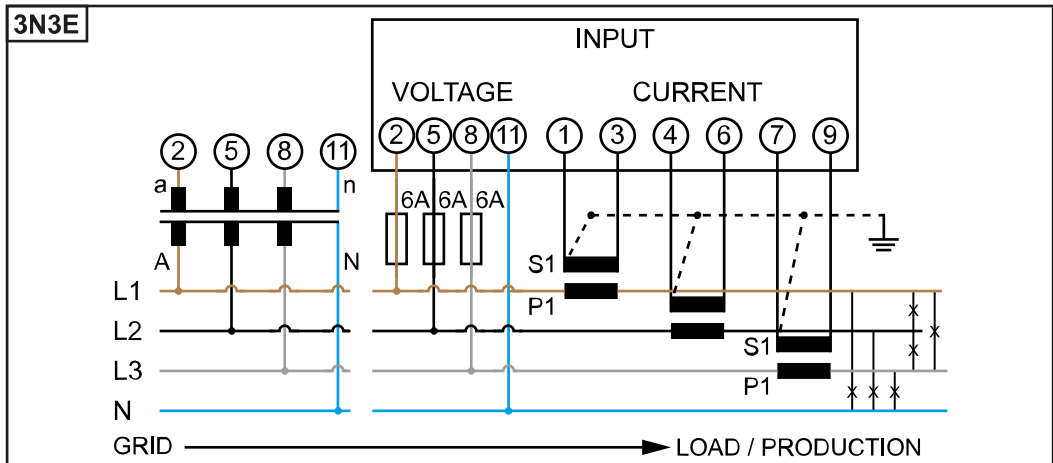 3N3E
INPUT
VOLTAGE CURRENT
2 5 8 11 1 3 4 6 7 9
2 5 8 11
a n
6A 6A 6A
A N
S1
L1
P1
L2
S1
L3
P1
N
GRID LOAD / PRODUCTION